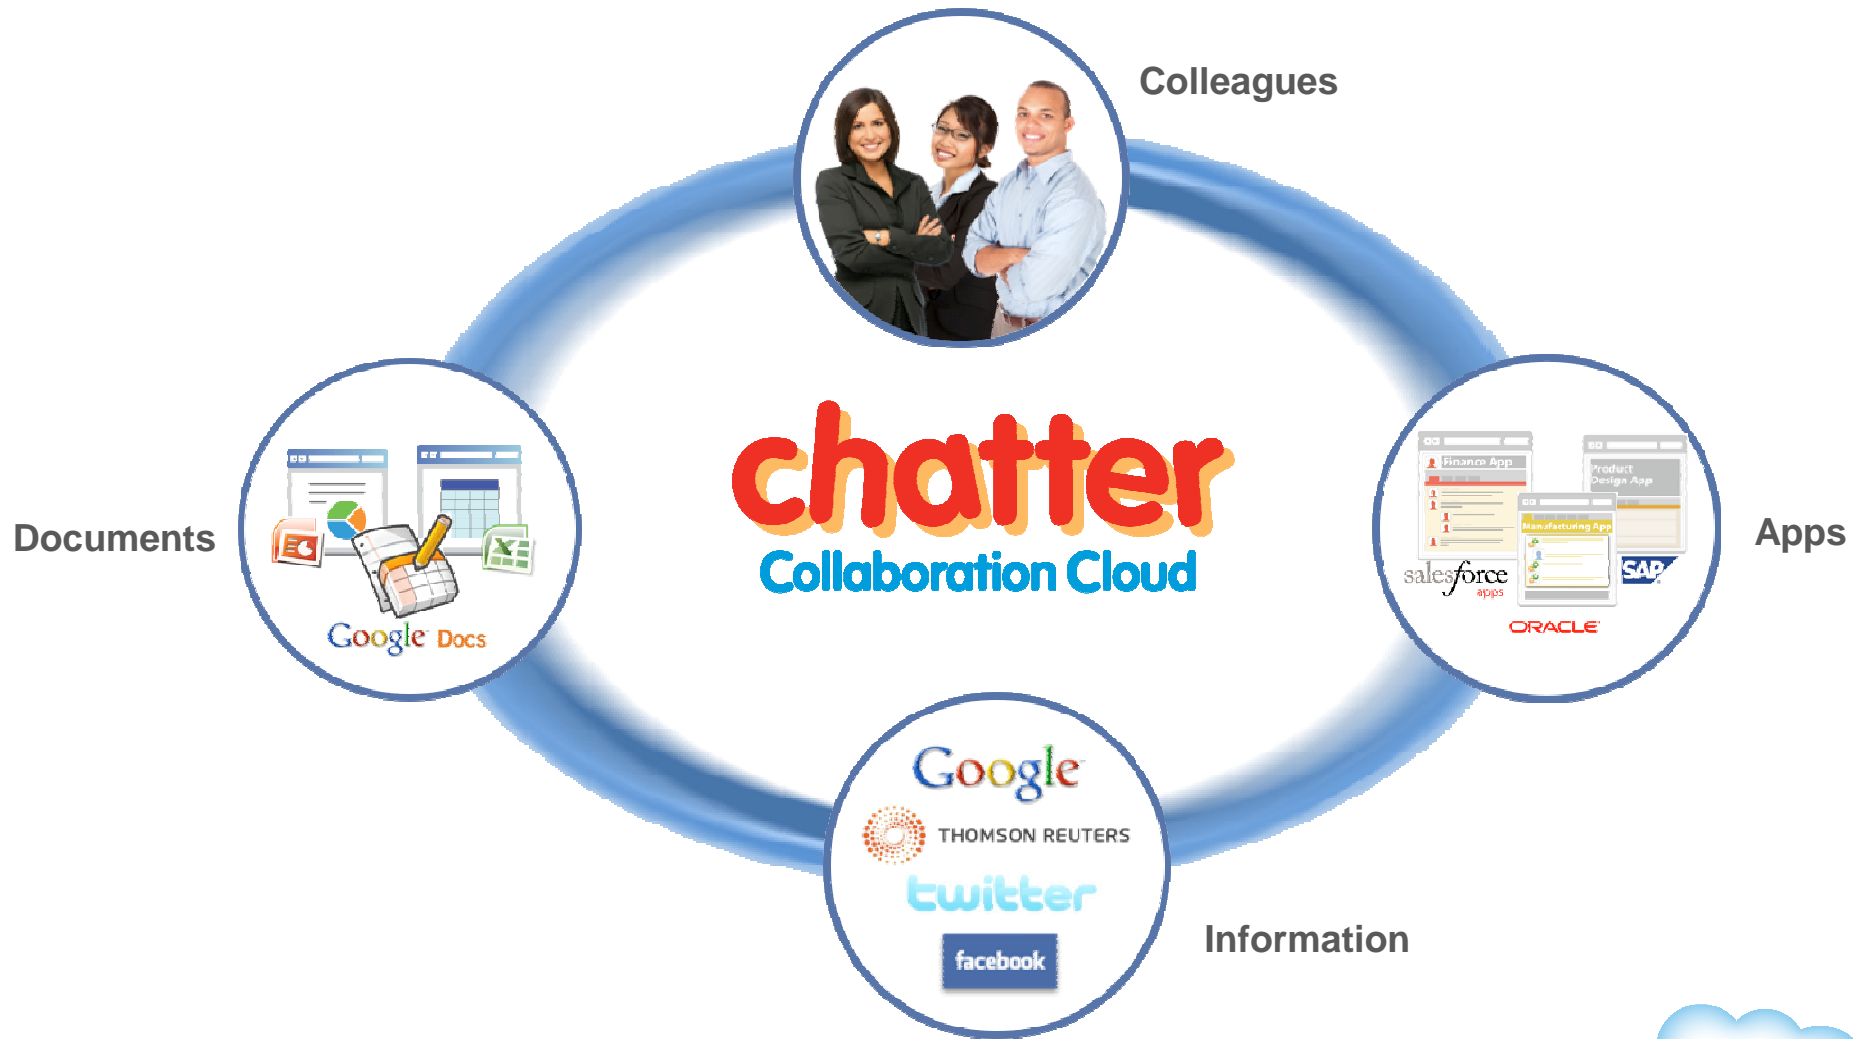 Colleagues
chatter
Collaboration Cloud
Documents
Google Docs
Finance App
Product
Design App
Manufacturing App
salesforce
apps
SAP
ORACLE
Apps
Google
THOMSON REUTERS
twitter
facebook
Information